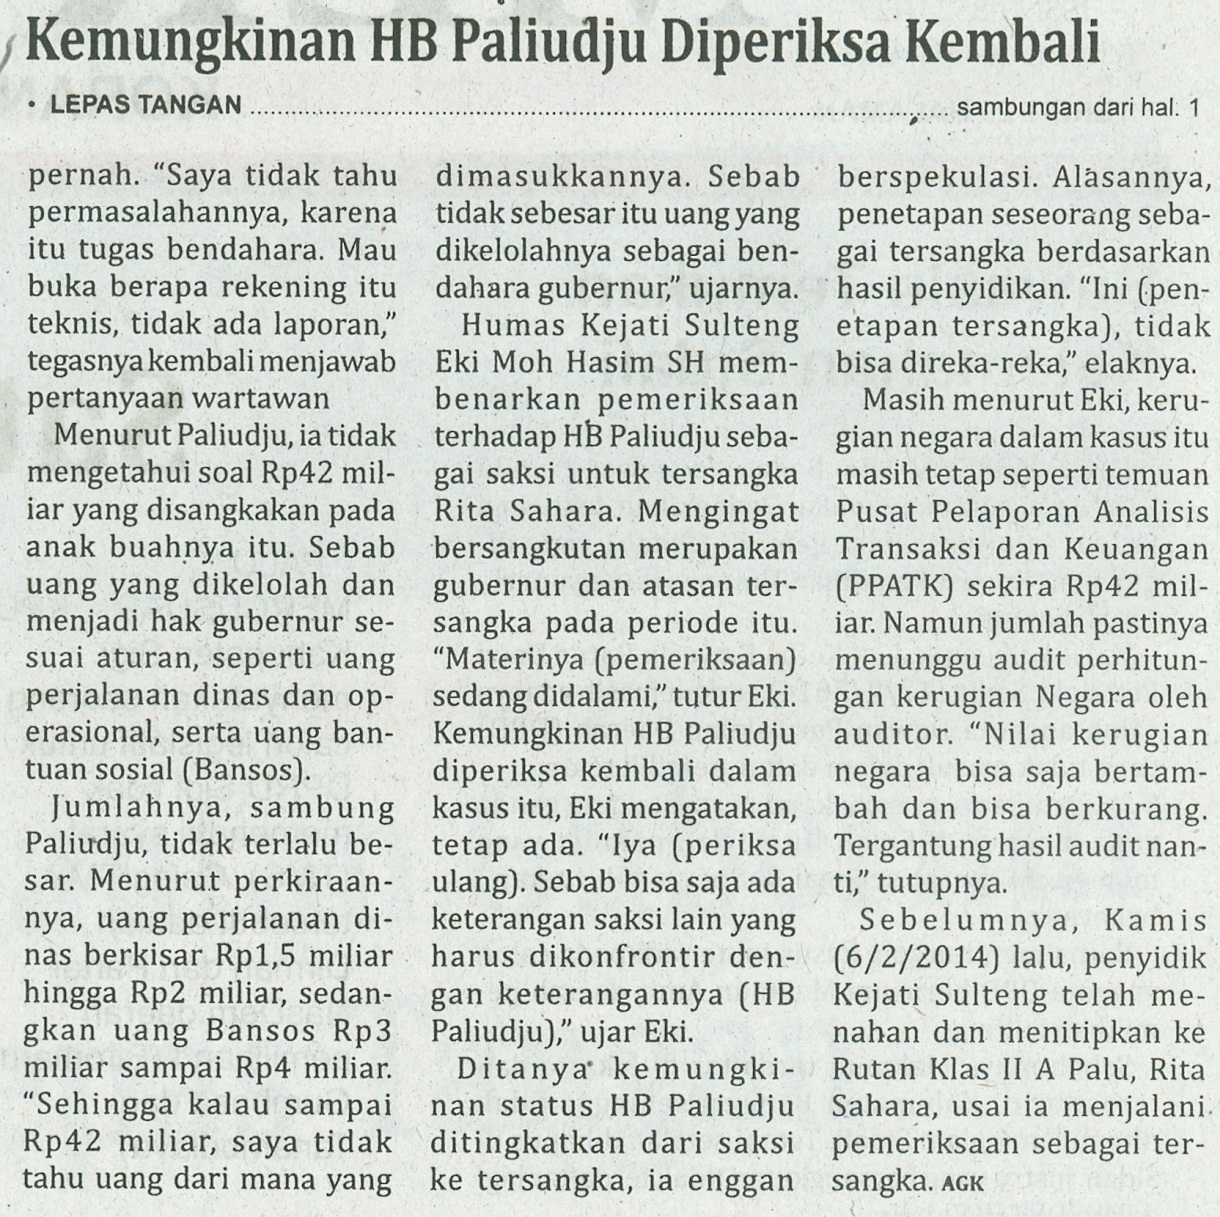 Kemungkinan HB Paliudju Diperiksa Kembali
• LEPAS TANGAN ........................ sambungan dari hal. 1
pernah. “Saya tidak tahu
permasalahannya, karena
itu tugas bendahara. Mau
buka berapa rekening itu
teknis, tidak ada laporan,”
tegasnya kembali menjawab
pertanyaan wartawan
Menurut Paliudju, ia tidak
mengetahui soal Rp42 mil-
iar yang disangkakan pada
anak buahnya itu. Sebab
uang yang dikelolah dan
menjadi hak gubernur se-
suai aturan, seperti uang
perjalanan dinas dan op-
erasional, serta uang ban-
tuan sosial (Bansos).
Jumlahnya, sambung
Paliudju, tidak terlalu be-
sar. Menurut perkiraan-
nya, uang perjalanan di-
nas berkisar Rp1,5 miliar
hingga Rp2 miliar, sedan-
gkan uang Bansos Rp3
miliar sampai Rp4 miliar.
“Sehingga kalau sampai
Rp42 miliar, saya tidak
tahu uang dari mana yang
dimasukkannya. Sebab
tidak sebesar itu uang yang
dikelolahnya sebagai ben-
dahara gubernur,” ujarnya.
Humas Kejati Sulteng
Eki Moh Hasim SH mem-
benarkan pemeriksaan
terhadap HB Paliudju seba-
gai saksi untuk tersangka
Rita Sahara. Mengingat
bersangkutan merupakan
gubernur dan atasan ter-
sangka pada periode itu.
“Materinya (pemeriksaan)
sedang didalami,” tutur Eki.
Kemungkinan HB Paliudju
diperiksa kembali dalam
kasus itu, Eki mengatakan,
tetap ada. “Iya (periksa
ulang). Sebab bisa saja ada
keterangan saksi lain yang
harus dikonfrontir den-
gan keterangannya (HB
Paliudju),” ujar Eki.
Ditanya kemungki-
nan status HB Paliudju
ditingkatkan dari saksi
ke tersangka, ia enggan
berspekulasi. Alasannya,
penetapan seseorang seba-
gai tersangka berdasarkan
hasil penyidikan. “Ini (pen-
etapan tersangka), tidak
bisa direka-reka,” elaknya.
Masih menurut Eki, keru-
gian negara dalam kasus itu
masih tetap seperti temuan
Pusat Pelaporan Analisis
Transaksi dan Keuangan
(PPATK) sekira Rp42 mil-
iar. Namun jumlah pastinya
menunggu audit perhitun-
gan kerugian Negara oleh
auditor. “Nilai kerugian
negara bisa saja bertam-
bah dan bisa berkurang.
Tergantung hasil audit nan-
ti,” tutupnya.
Sebelumnya, Kamis
(6/2/2014) lalu, penyidik
Kejati Sulteng telah me-
nahan dan menitipkan ke
Rutan Klas II A Palu, Rita
Sahara, usai ia menjalani
pemeriksaan sebagai ter-
sangka. AGK